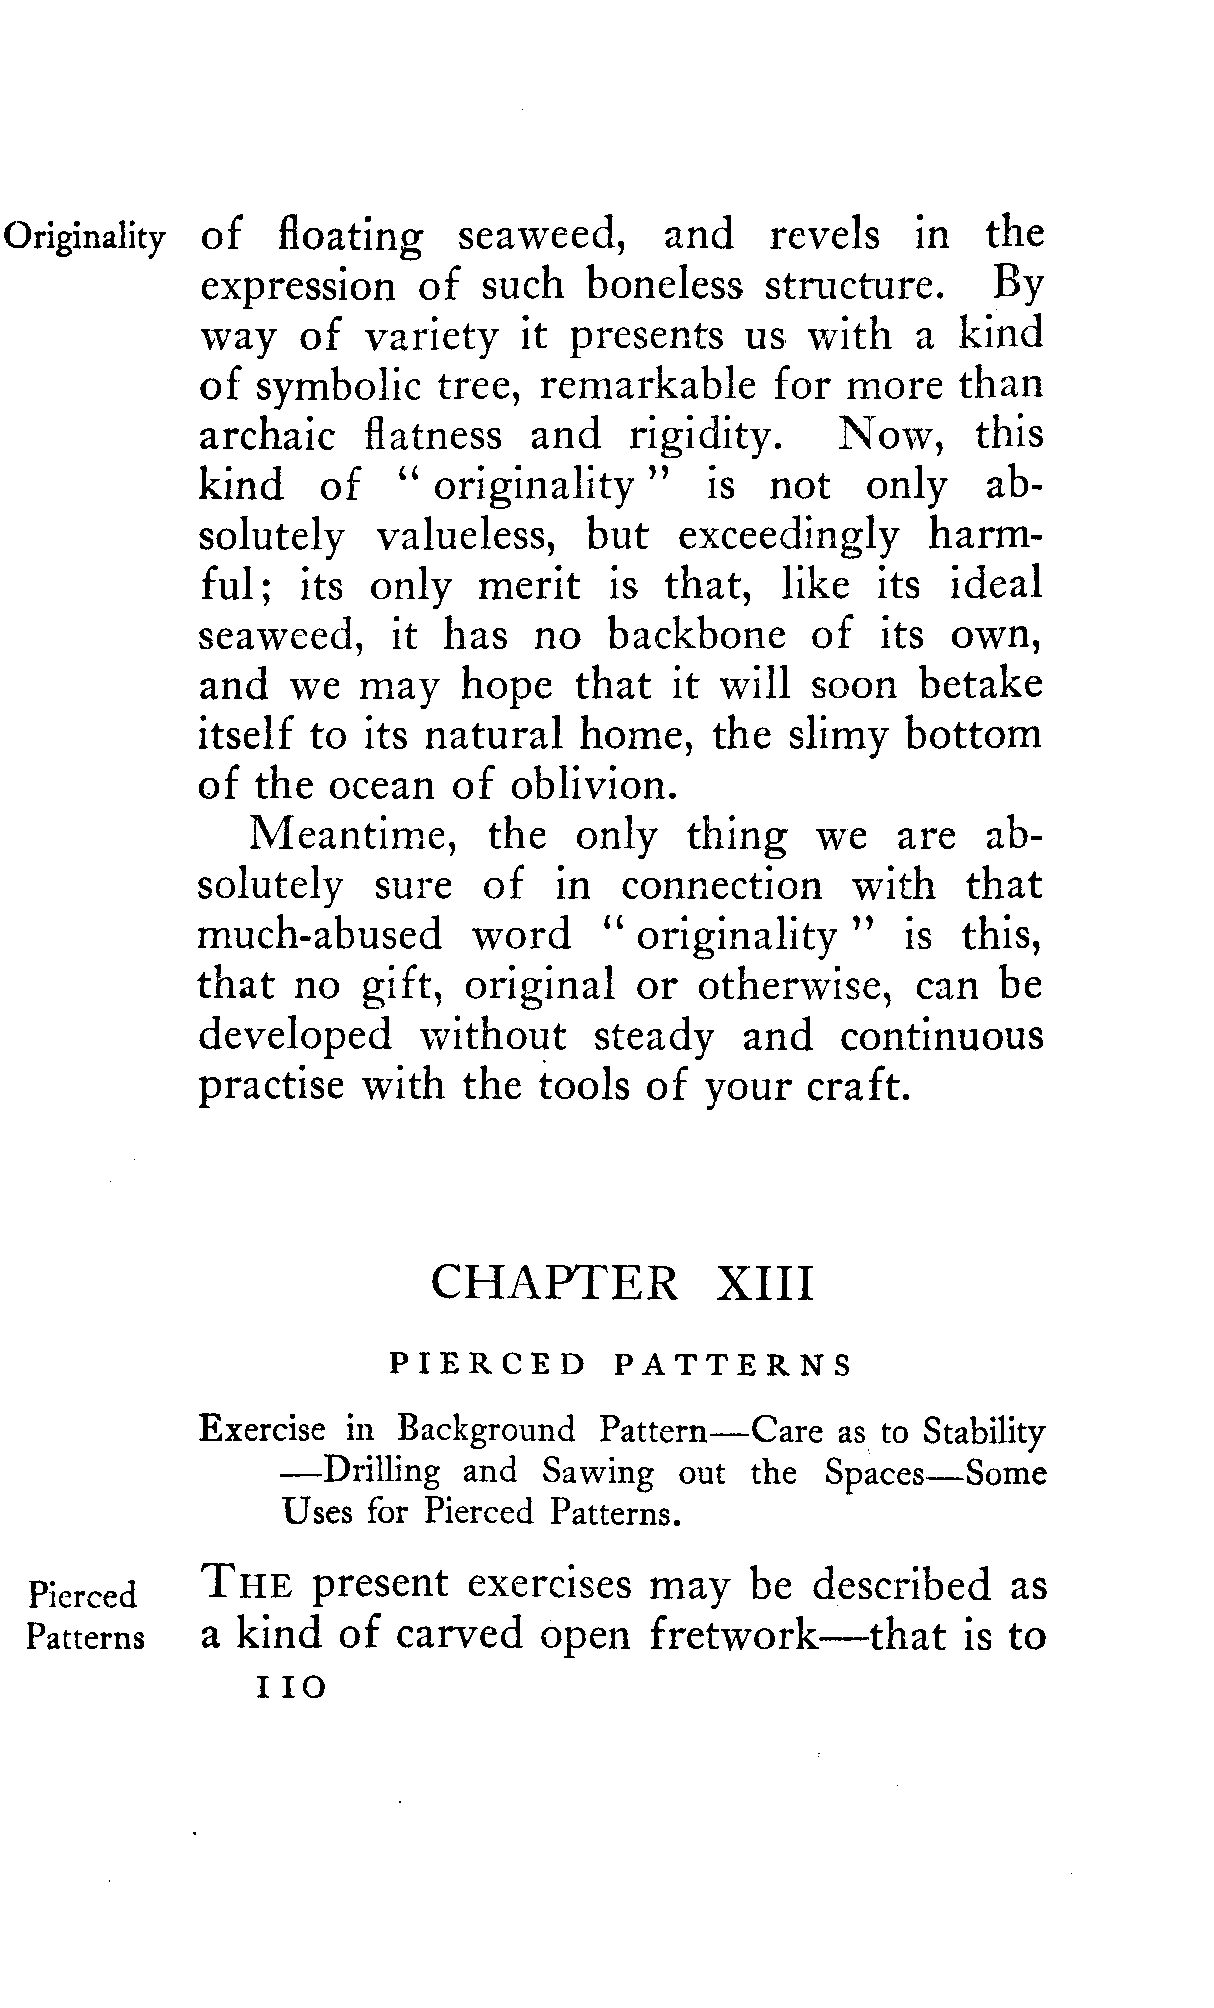 Originality of floating seaweed, and revels in the
expression of such boneless structure. By
way of variety it presents us with a kind
of symbolic tree, remarkable for more than
archaic flatness and rigidity. Now, this
kind of “ originality ” is not only ab-
solutely valueless, but exceedingly harm-
ful; its only merit is that, like its ideal
seaweed, it has no backbone of its own,
and we may hope that it will soon betake
itself to its natural home, the slimy bottom
of the ocean of oblivion.
Meantime, the only thing we are ab-
solutely sure of in connection with that
much-abused word “ originality ” is this,
that no gift, original or otherwise, can be
developed without steady and continuous
practise with the tools of your craft.
CHAPTER XIII
PIERCED PATTERNS
Exercise in Background Pattern—Care as to Stability
—Drilling and Sawing out the Spaces—Some
Uses for Pierced Patterns.
Pierced THE present exercises may be described as
Patterns a kind of carved open fretwork—that is to
110